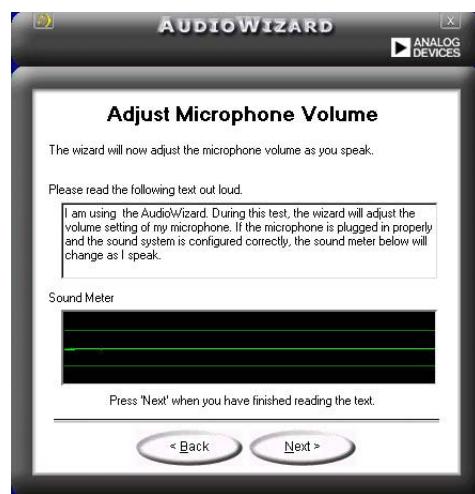 AUDIOWIZARD
ANALOG
DEVICES
Adjust Microphone Volume
The wizard will now adjust the microphone volume as you speak.
Please read the following text out loud.
I am using  the AudioWizard. During this test, the wizard will adjust the
volume setting of my microphone. If the microphone is plugged in properly
and the sound system is configured correctly, the sound meter below will
change as I speak.
Sound Meter
Press 'Next' when you have finished reading the text.
< Back
Next >